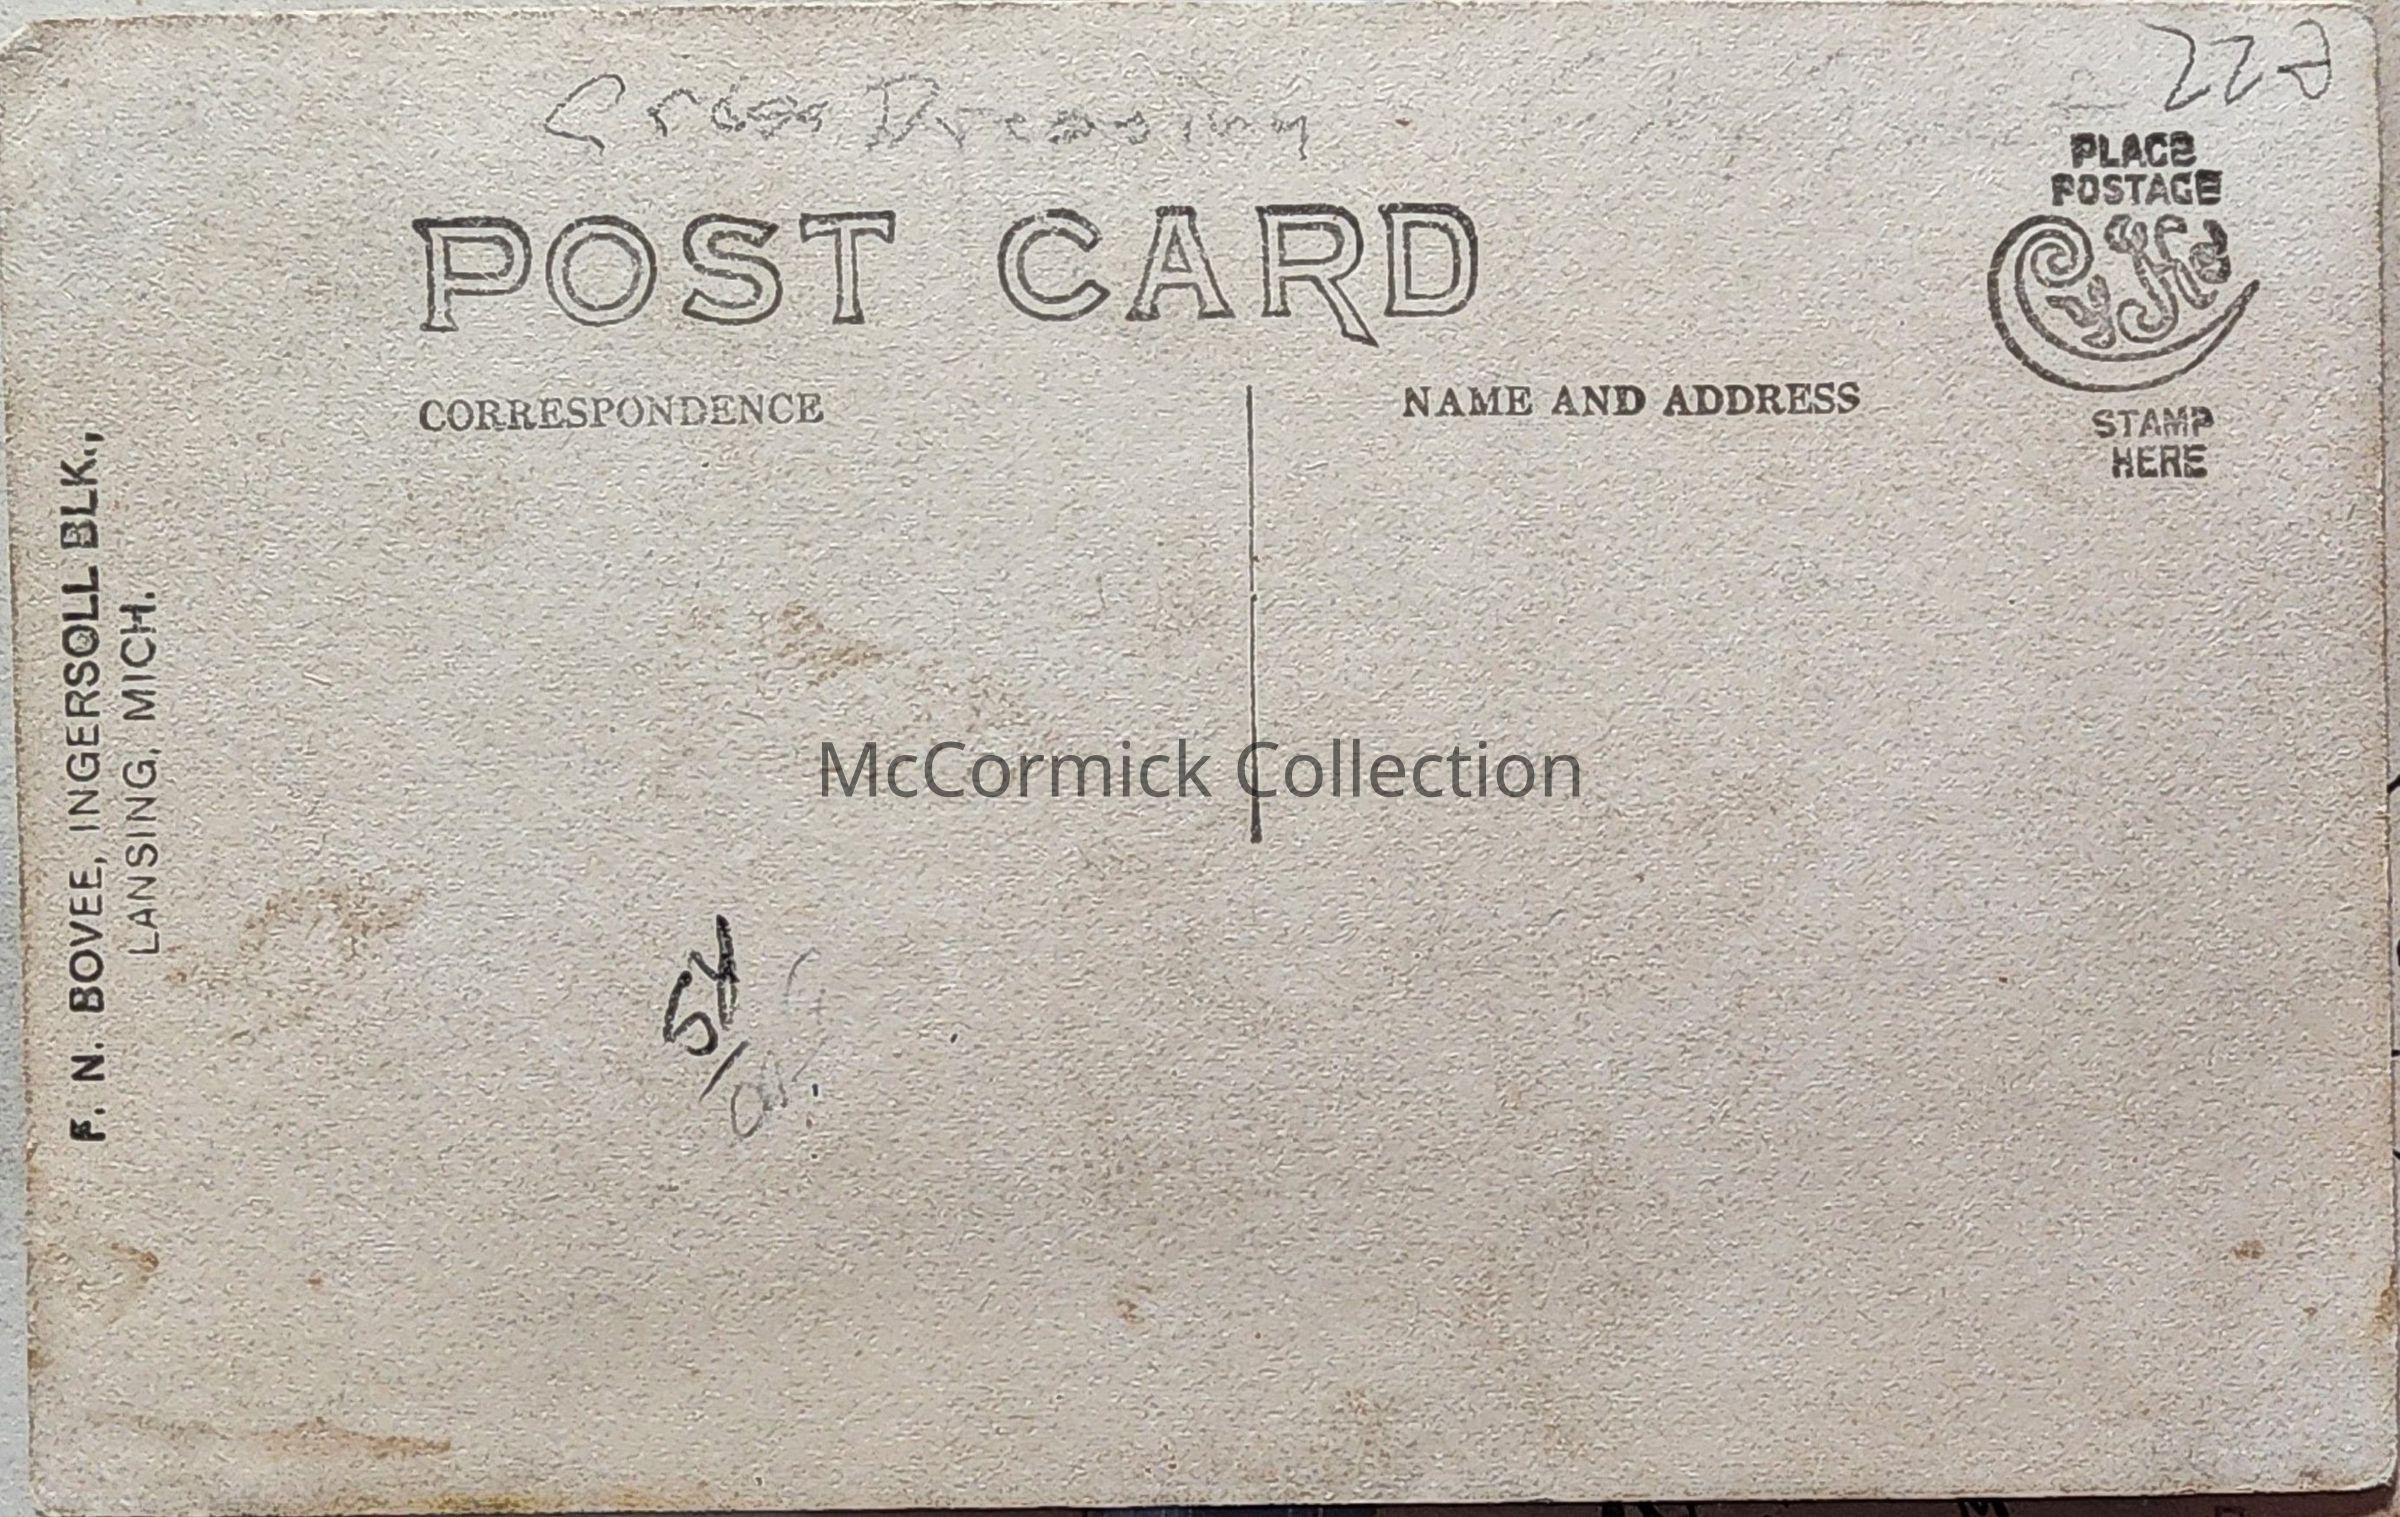 Cross Dressing
POST CARD
PLACE
POSTAGE
CyKo
STAMP
HERE
CORRESPONDENCE
NAME AND ADDRESS
F. N. BOVEE, INGERSOLL BLK.,
LANSING, MICH.
McCormick Collection